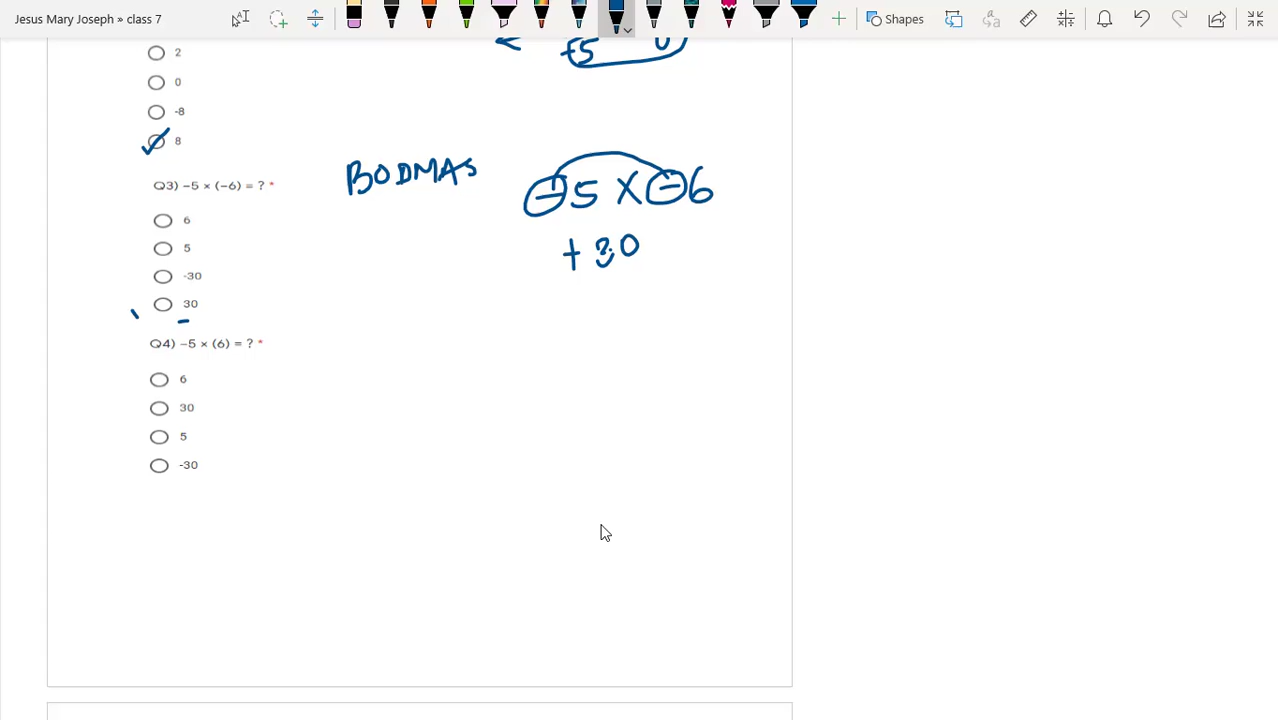 Jesus Mary Joseph » class 7
Shapes
2
+5
0
-8
8
BODMAS
Q3) −5 × (−6) = ? *
-5 X -6
6
5
+30
-30
30
Q4) −5 × (6) = ? *
6
30
5
-30